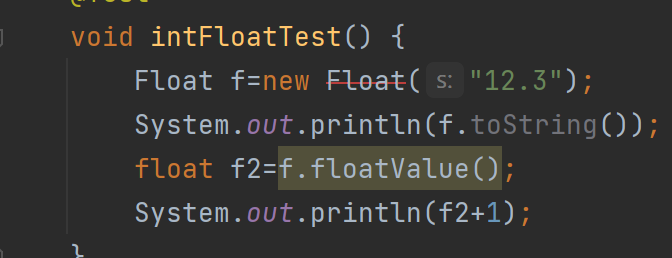 @Test
void intFloatTest() {
Float f=new Float( s: "12.3");
System.out.println(f.toString());
float f2=f.floatValue();
System.out.println(f2+1);
}